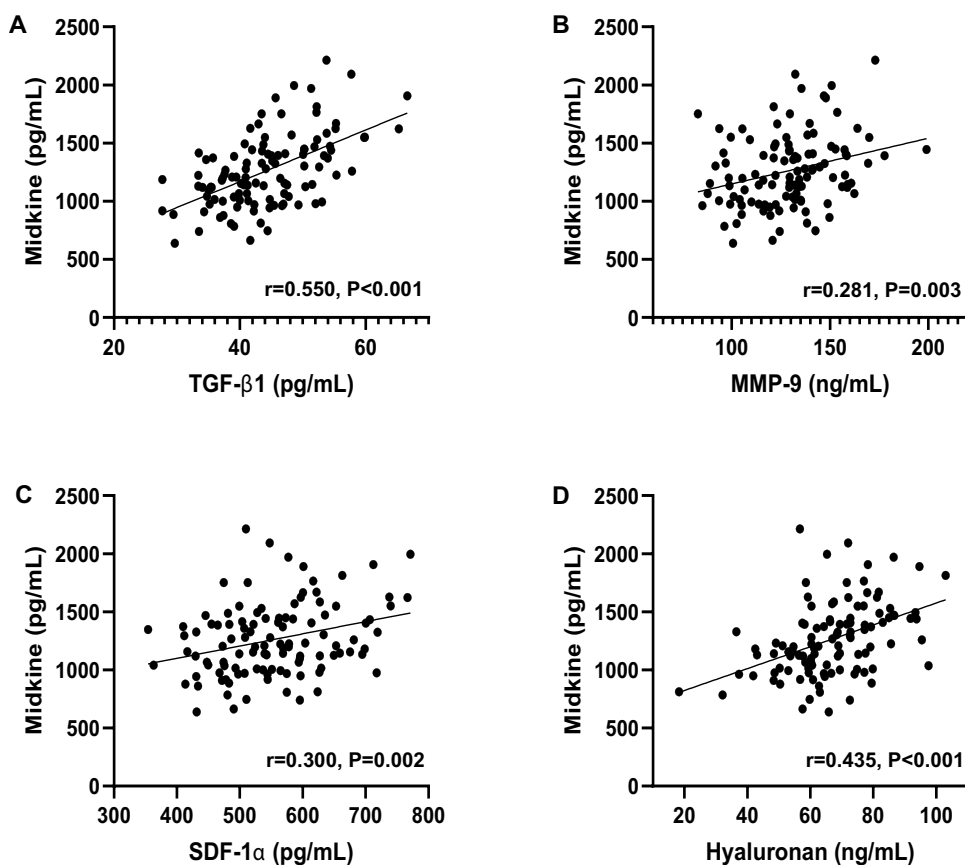 A
Midkine (pg/mL)
2500
2000
1500
1000
500
0
r=0.550, P<0.001
20 40 60
TGF-β1 (pg/mL)
B
Midkine (pg/mL)
2500
2000
1500
1000
500
0
r=0.281, P=0.003
100 150 200
MMP-9 (ng/mL)
C
Midkine (pg/mL)
2500
2000
1500
1000
500
0
r=0.300, P=0.002
300 400 500 600 700 800
SDF-1α (pg/mL)
D
Midkine (pg/mL)
2500
2000
1500
1000
500
0
r=0.435, P<0.001
20 40 60 80 100
Hyaluronan (ng/mL)